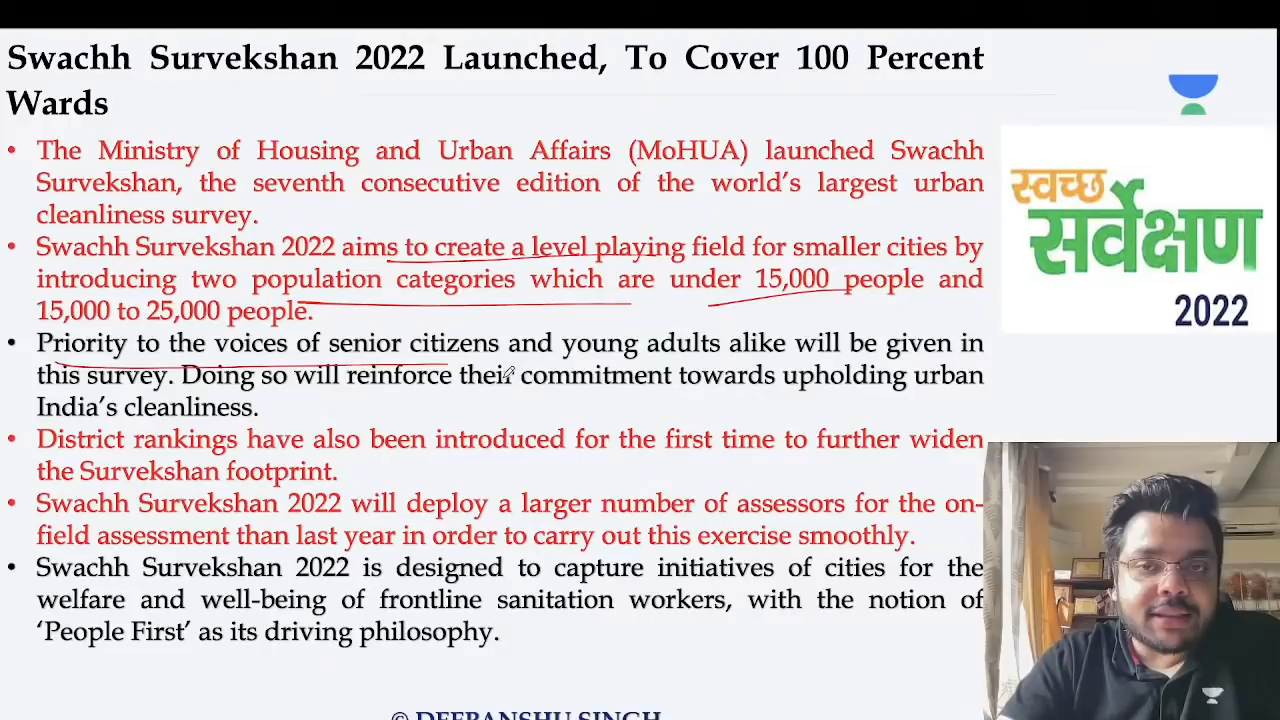 Swachh Survekshan 2022 Launched, To Cover 100 Percent
Wards
• The Ministry of Housing and Urban Affairs (MoHUA) launched Swachh
Survekshan, the seventh consecutive edition of the world's largest urban
cleanliness survey.
• Swachh Survekshan 2022 aims to create a level playing field for smaller cities by
introducing two population categories which are under 15,000 people and
15,000 to 25,000 people.
• Priority to the voices of senior citizens and young adults alike will be given in
this survey. Doing so will reinforce their commitment towards upholding urban
India's cleanliness.
• District rankings have also been introduced for the first time to further widen
the Survekshan footprint.
• Swachh Survekshan 2022 will deploy a larger number of assessors for the on-
field assessment than last year in order to carry out this exercise smoothly.
• Swachh Survekshan 2022 is designed to capture initiatives of cities for the
welfare and well-being of frontline sanitation workers, with the notion of
'People First' as its driving philosophy.
स्वच्छ
सर्वेक्षण
2022
© DEEPANSHU SINGH